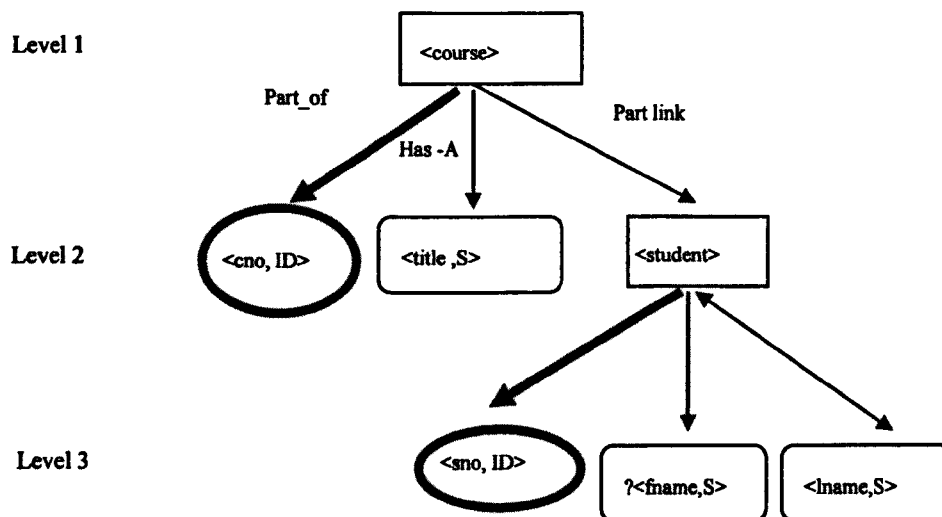 Level 1
<course>
Part_of
Part link
Has -A
Level 2
<cno, ID>
<title ,S>
<student>
Level 3
<sno, ID>
?<fname,S>
<lname,S>